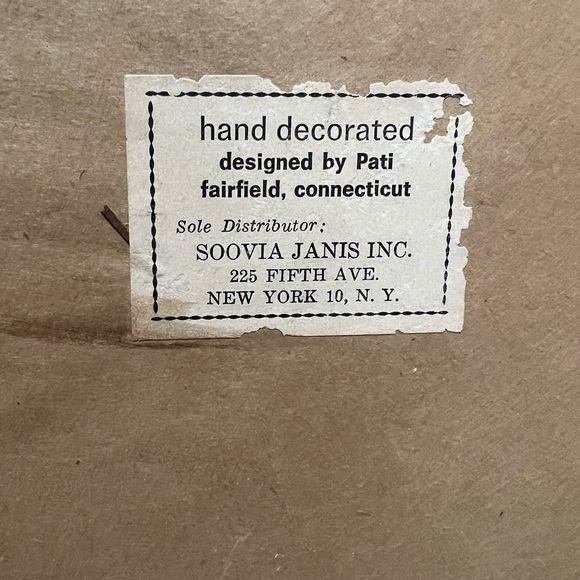 hand decorated
designed by Pati
fairfield, connecticut
Sole Distributor:
SOOVIA JANIS INC.
225 FIFTH AVE.
NEW YORK 10, N. Y.